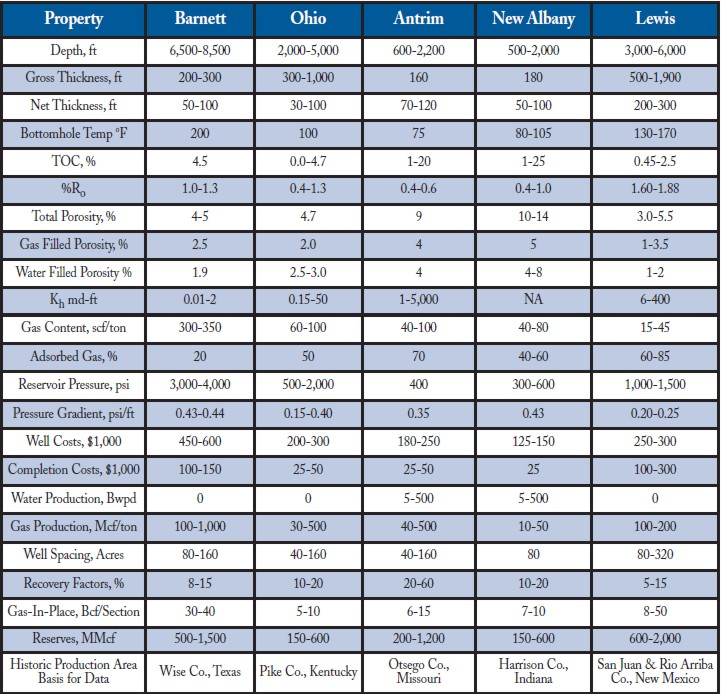 Property Barnett Ohio Antrim New Albany Lewis
Depth, ft 6,500-8,500 2,000-5,000 600-2,200 500-2,000 3,000-6,000
Gross Thickness, ft 200-300 300-1,000 160 180 500-1,900
Net Thickness, ft 50-100 30-100 70-120 50-100 200-300
Bottomhole Temp °F 200 100 75 80-105 130-170
TOC, % 4.5 0.0-4.7 1-20 1-25 0.45-2.5
%Ro 1.0-1.3 0.4-1.3 0.4-0.6 0.4-1.0 1.60-1.88
Total Porosity, % 4-5 4.7 9 10-14 3.0-5.5
Gas Filled Porosity, % 2.5 2.0 4 5 1-3.5
Water Filled Porosity % 1.9 2.5-3.0 4 4-8 1-2
Kh md-ft 0.01-2 0.15-50 1-5,000 NA 6-400
Gas Content, scf/ton 300-350 60-100 40-100 40-80 15-45
Adsorbed Gas, % 20 50 70 40-60 60-85
Reservoir Pressure, psi 3,000-4,000 500-2,000 400 300-600 1,000-1,500
Pressure Gradient, psi/ft 0.43-0.44 0.15-0.40 0.35 0.43 0.20-0.25
Well Costs, $1,000 450-600 200-300 180-250 125-150 250-300
Completion Costs, $1,000 100-150 25-50 25-50 25 100-300
Water Production, Bwpd 0 0 5-500 5-500 0
Gas Production, Mcf/ton 100-1,000 30-500 40-500 10-50 100-200
Well Spacing, Acres 80-160 40-160 40-160 80 80-320
Recovery Factors, % 8-15 10-20 20-60 10-20 5-15
Gas-In-Place, Bcf/Section 30-40 5-10 6-15 7-10 8-50
Reserves, MMcf 500-1,500 150-600 200-1,200 150-600 600-2,000
Historic Production Area
Basis for Data
Wise Co., Texas
Pike Co., Kentucky
Otsego Co.,
Missouri
Harrison Co.,
Indiana
San Juan & Rio Arriba
Co., New Mexico